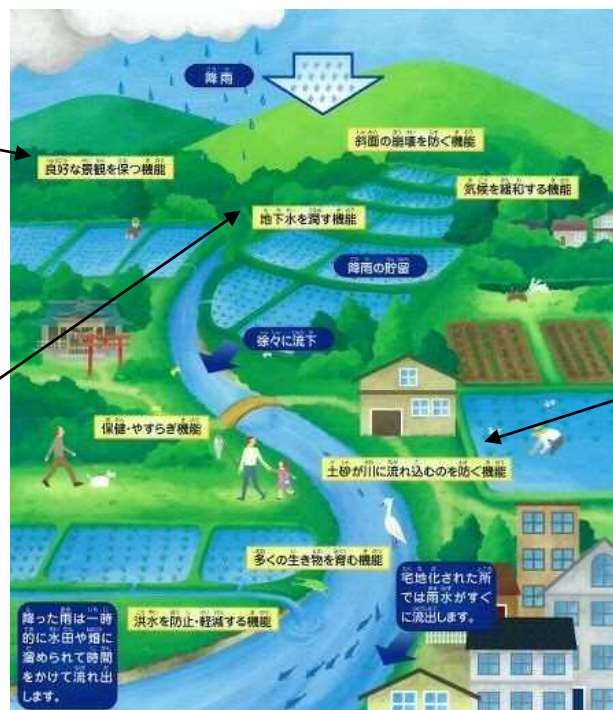 降雨
斜面の崩壊を防ぐ機能
良好な景観を保つ機能
気候を緩和する機能
地下水を潤す機能
降雨の貯留
徐々に流下
保健・やすらぎ機能
土砂が川に流れ込むのを防ぐ機能
多くの生き物を育む機能
宅地化された所
では雨水がすぐ
に流出します。
降った雨は一時
的に水田や畑に
溜められて時間
をかけて流れ出
します。
洪水を防止・軽減する機能